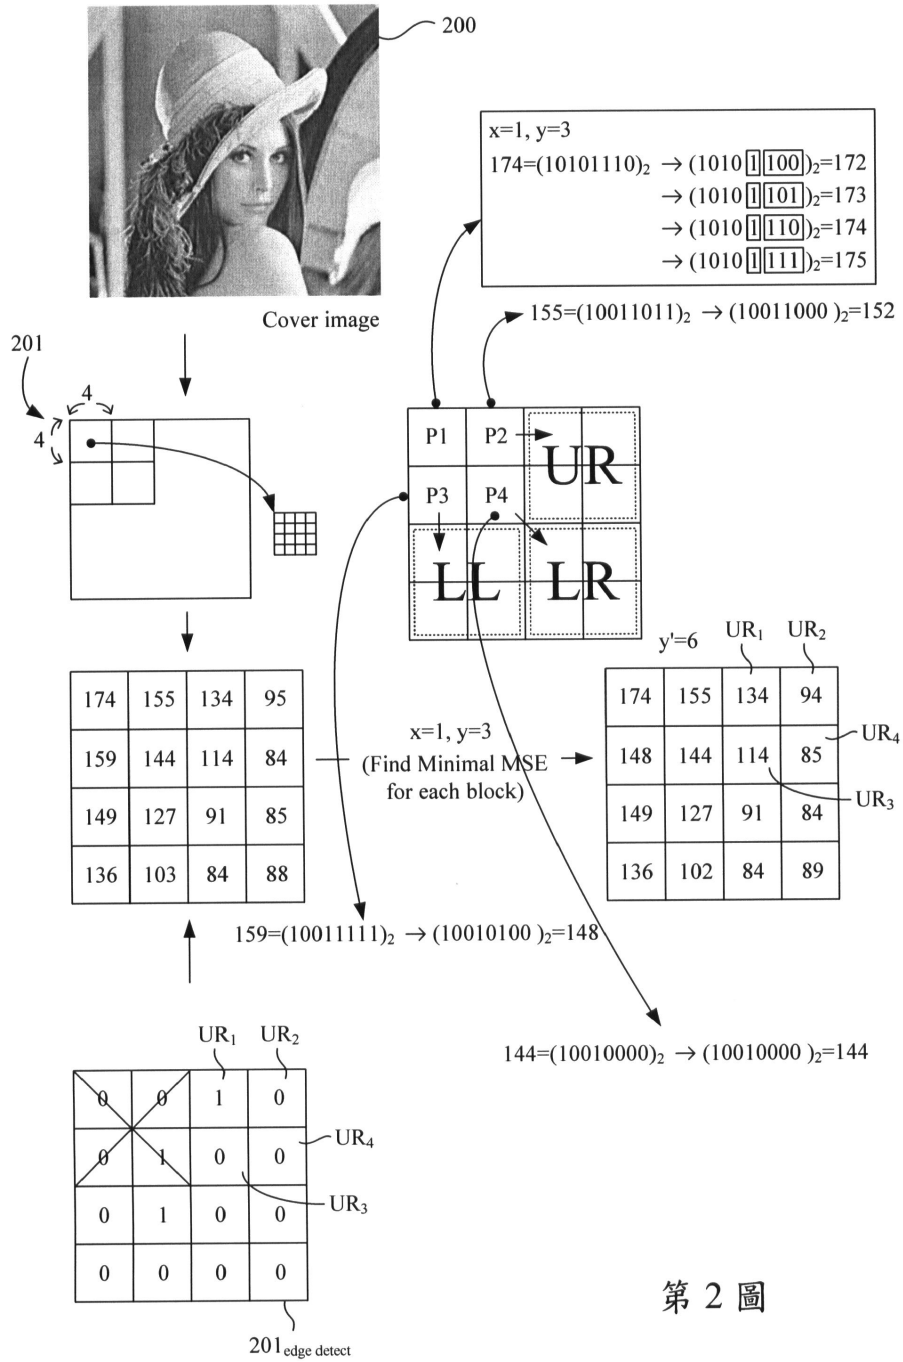 200
Cover image
x=1, y=3
174=(10101110)₂ → (1010 1 100 )₂=172
→ (1010 1 101 )₂=173
→ (1010 1 110 )₂=174
→ (1010 1 111 )₂=175
155=(10011011)₂ → (10011000 )₂=152
201
4
4
P1 P2 UR
P3 P4
LL LR
174 155 134 95
159 144 114 84
149 127 91 85
136 103 84 88
x=1, y=3
(Find Minimal MSE
for each block)
y'=6
UR₁ UR₂
174 155 134 94
148 144 114 85
UR₄
UR₃
149 127 91 84
136 102 84 89
159=(10011111)₂ → (10010100 )₂=148
144=(10010000)₂ → (10010000 )₂=144
UR₁ UR₂
0 0 1 0
0 1 0 0
UR₄
UR₃
0 1 0 0
0 0 0 0
201edge detect
第 2 圖